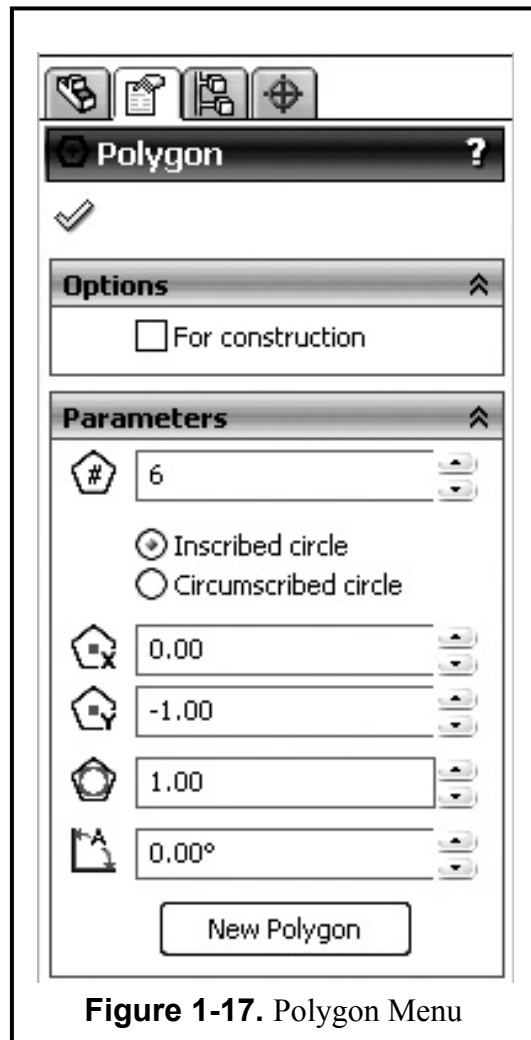 Polygon ?
Options
For construction
Parameters
# 6
Inscribed circle
Circumscribed circle
X 0.00
Y -1.00
1.00
A 0.00°
New Polygon
Figure 1-17. Polygon Menu